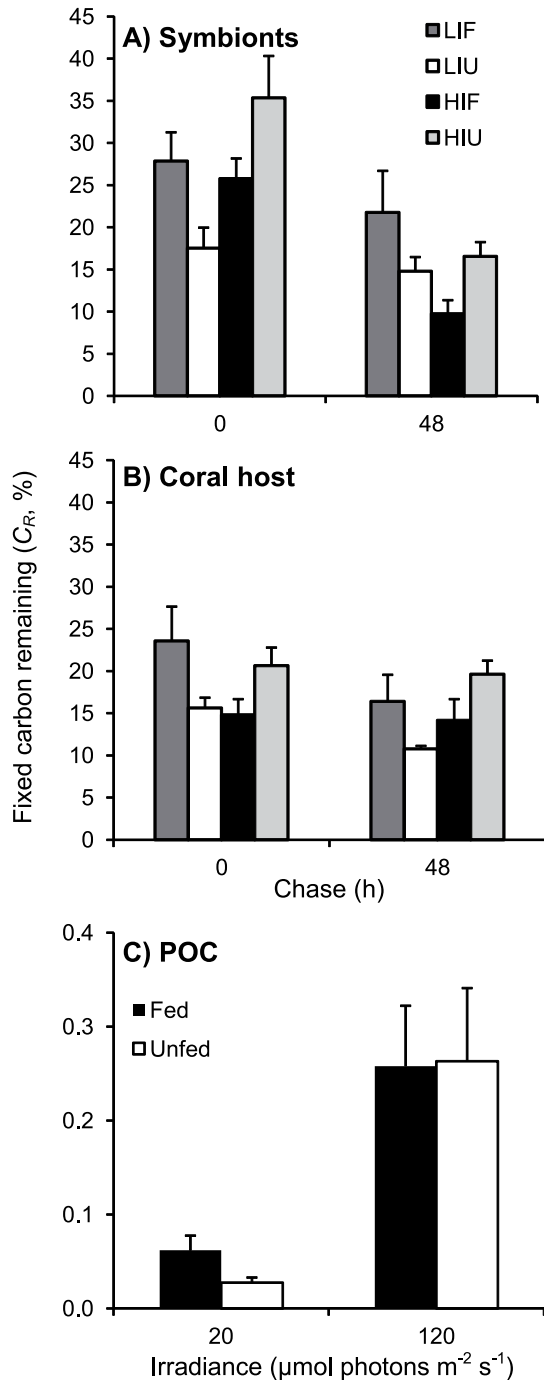 A) Symbionts
LIF
LIU
HIF
HIU
45
40
35
30
25
20
15
10
5
0
0 48
Fixed carbon remaining (C_R, %)
B) Coral host
45
40
35
30
25
20
15
10
5
0
0 48
Chase (h)
C) POC
Fed
Unfed
0.4
0.3
0.2
0.1
0.0
20 120
Irradiance (µmol photons m⁻² s⁻¹)